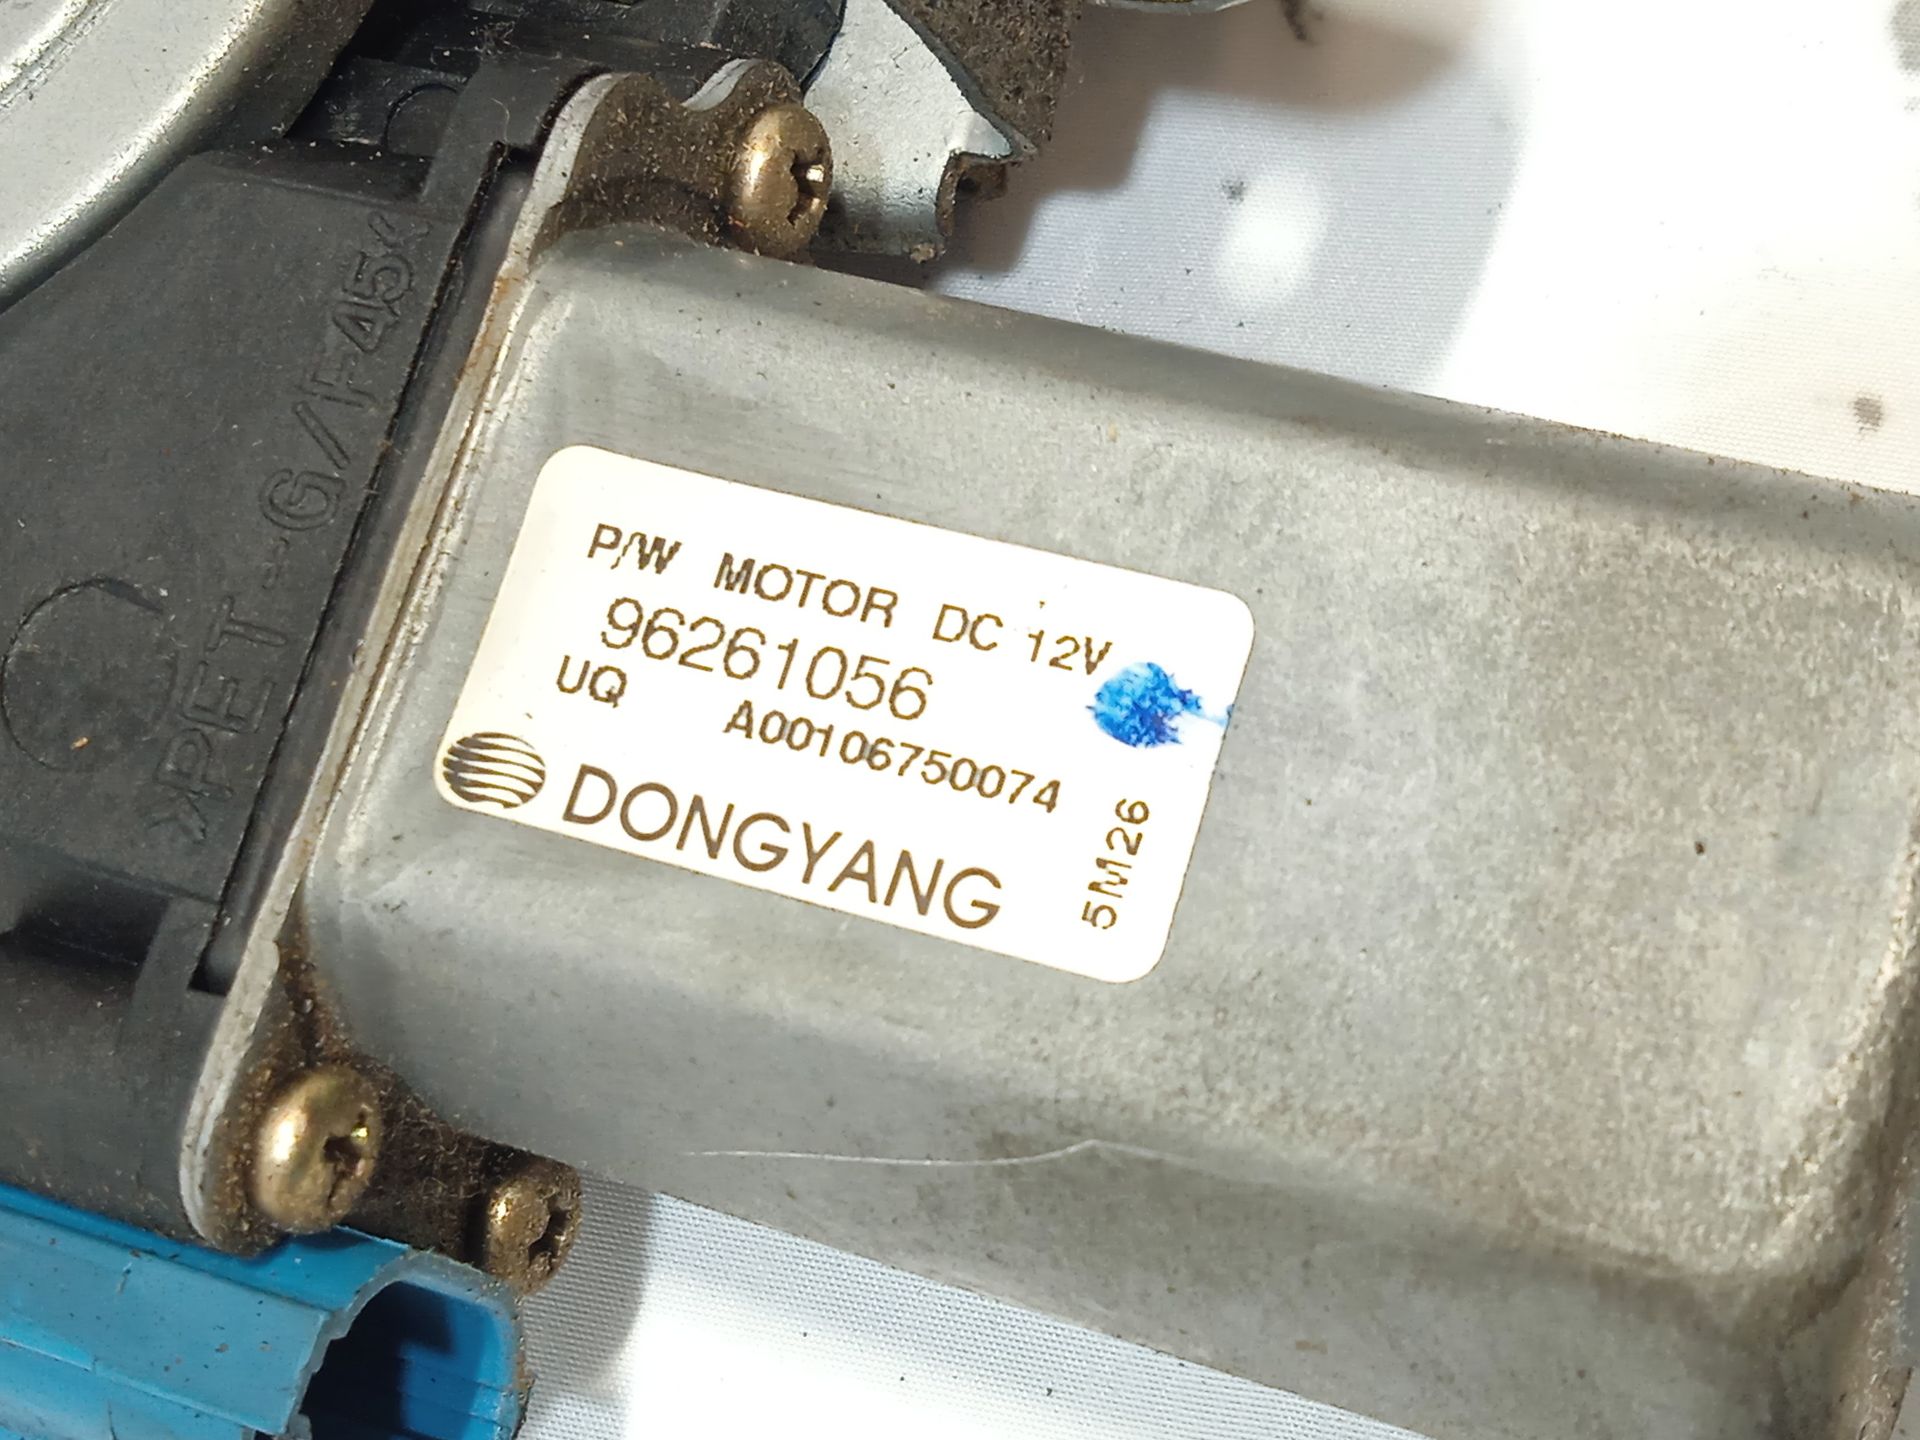 >PET-G/F45<
P/W MOTOR DC 12V
96261056
UQ A00106750074
DONGYANG
5M26